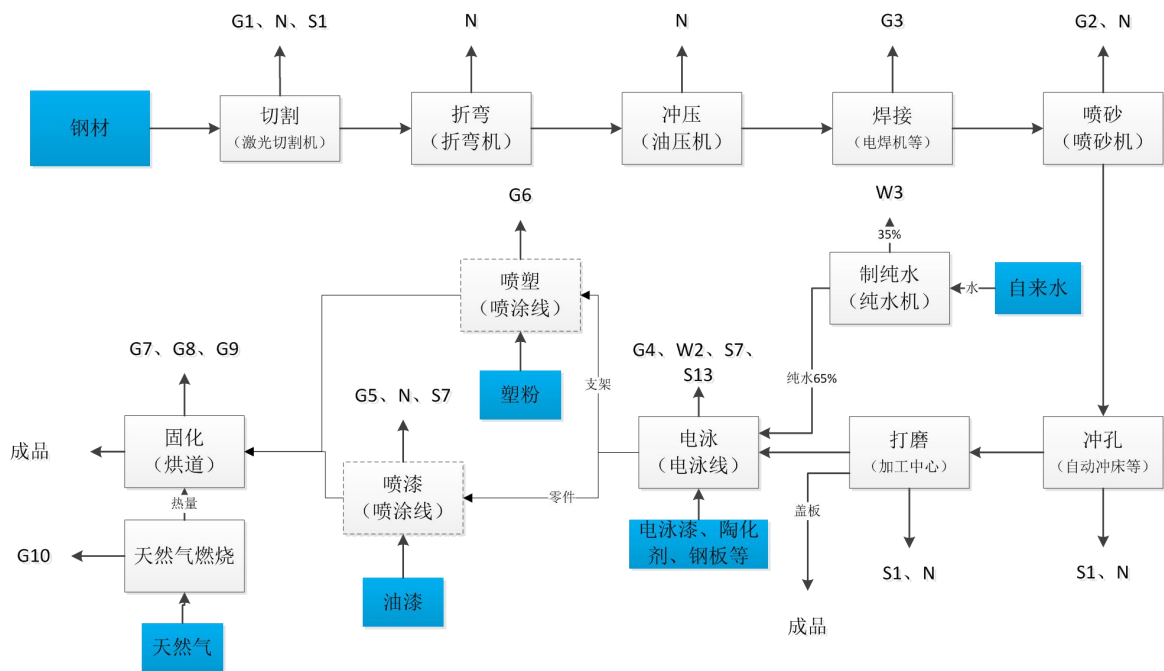 G1、N、S1
N
N
G3
G2、N
钢材
切割
（激光切割机）
折弯
（折弯机）
冲压
（油压机）
焊接
（电焊机等）
喷砂
（喷砂机）
G6
W3
35%
喷塑
（喷涂线）
制纯水
（纯水机）
水
自来水
G7、G8、G9
G4、W2、S7、
S13
纯水65%
支架
塑粉
G5、N、S7
成品
固化
（烘道）
电泳
（电泳线）
打磨
（加工中心）
冲孔
（自动冲床等）
喷漆
（喷涂线）
零件
热量
盖板
G10
天然气燃烧
电泳漆、陶化
剂、钢板等
S1、N
S1、N
油漆
成品
天然气